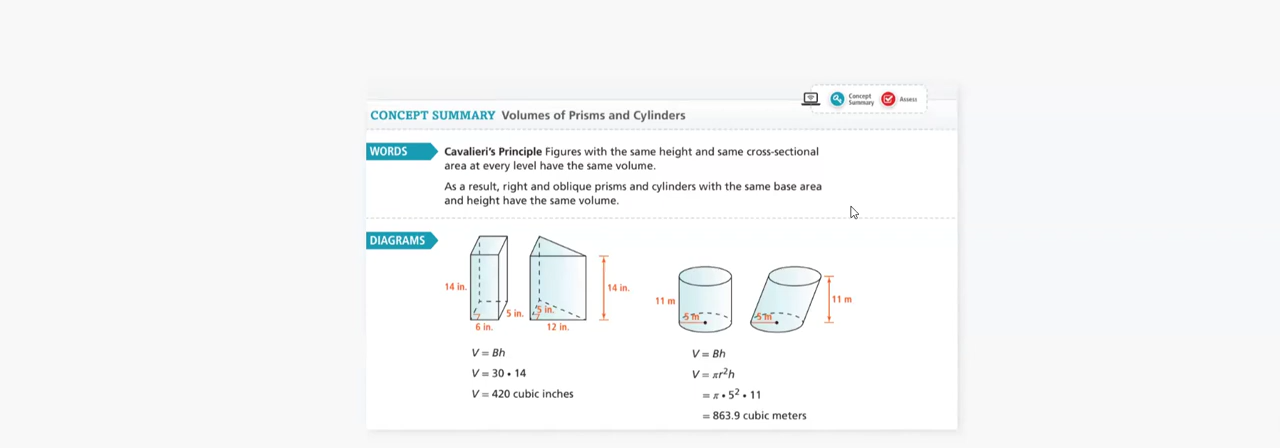 Concept
Summary
Assess
CONCEPT SUMMARY Volumes of Prisms and Cylinders
WORDS
Cavalieri's Principle Figures with the same height and same cross-sectional
area at every level have the same volume.
As a result, right and oblique prisms and cylinders with the same base area
and height have the same volume.
DIAGRAMS
14 in.
5 in.
6 in.
5 in.
12 in.
14 in.
11 m
5 m
5 m
11 m
V = Bh
V = 30 • 14
V = 420 cubic inches
V = Bh
V = πr²h
= π • 5² • 11
= 863.9 cubic meters